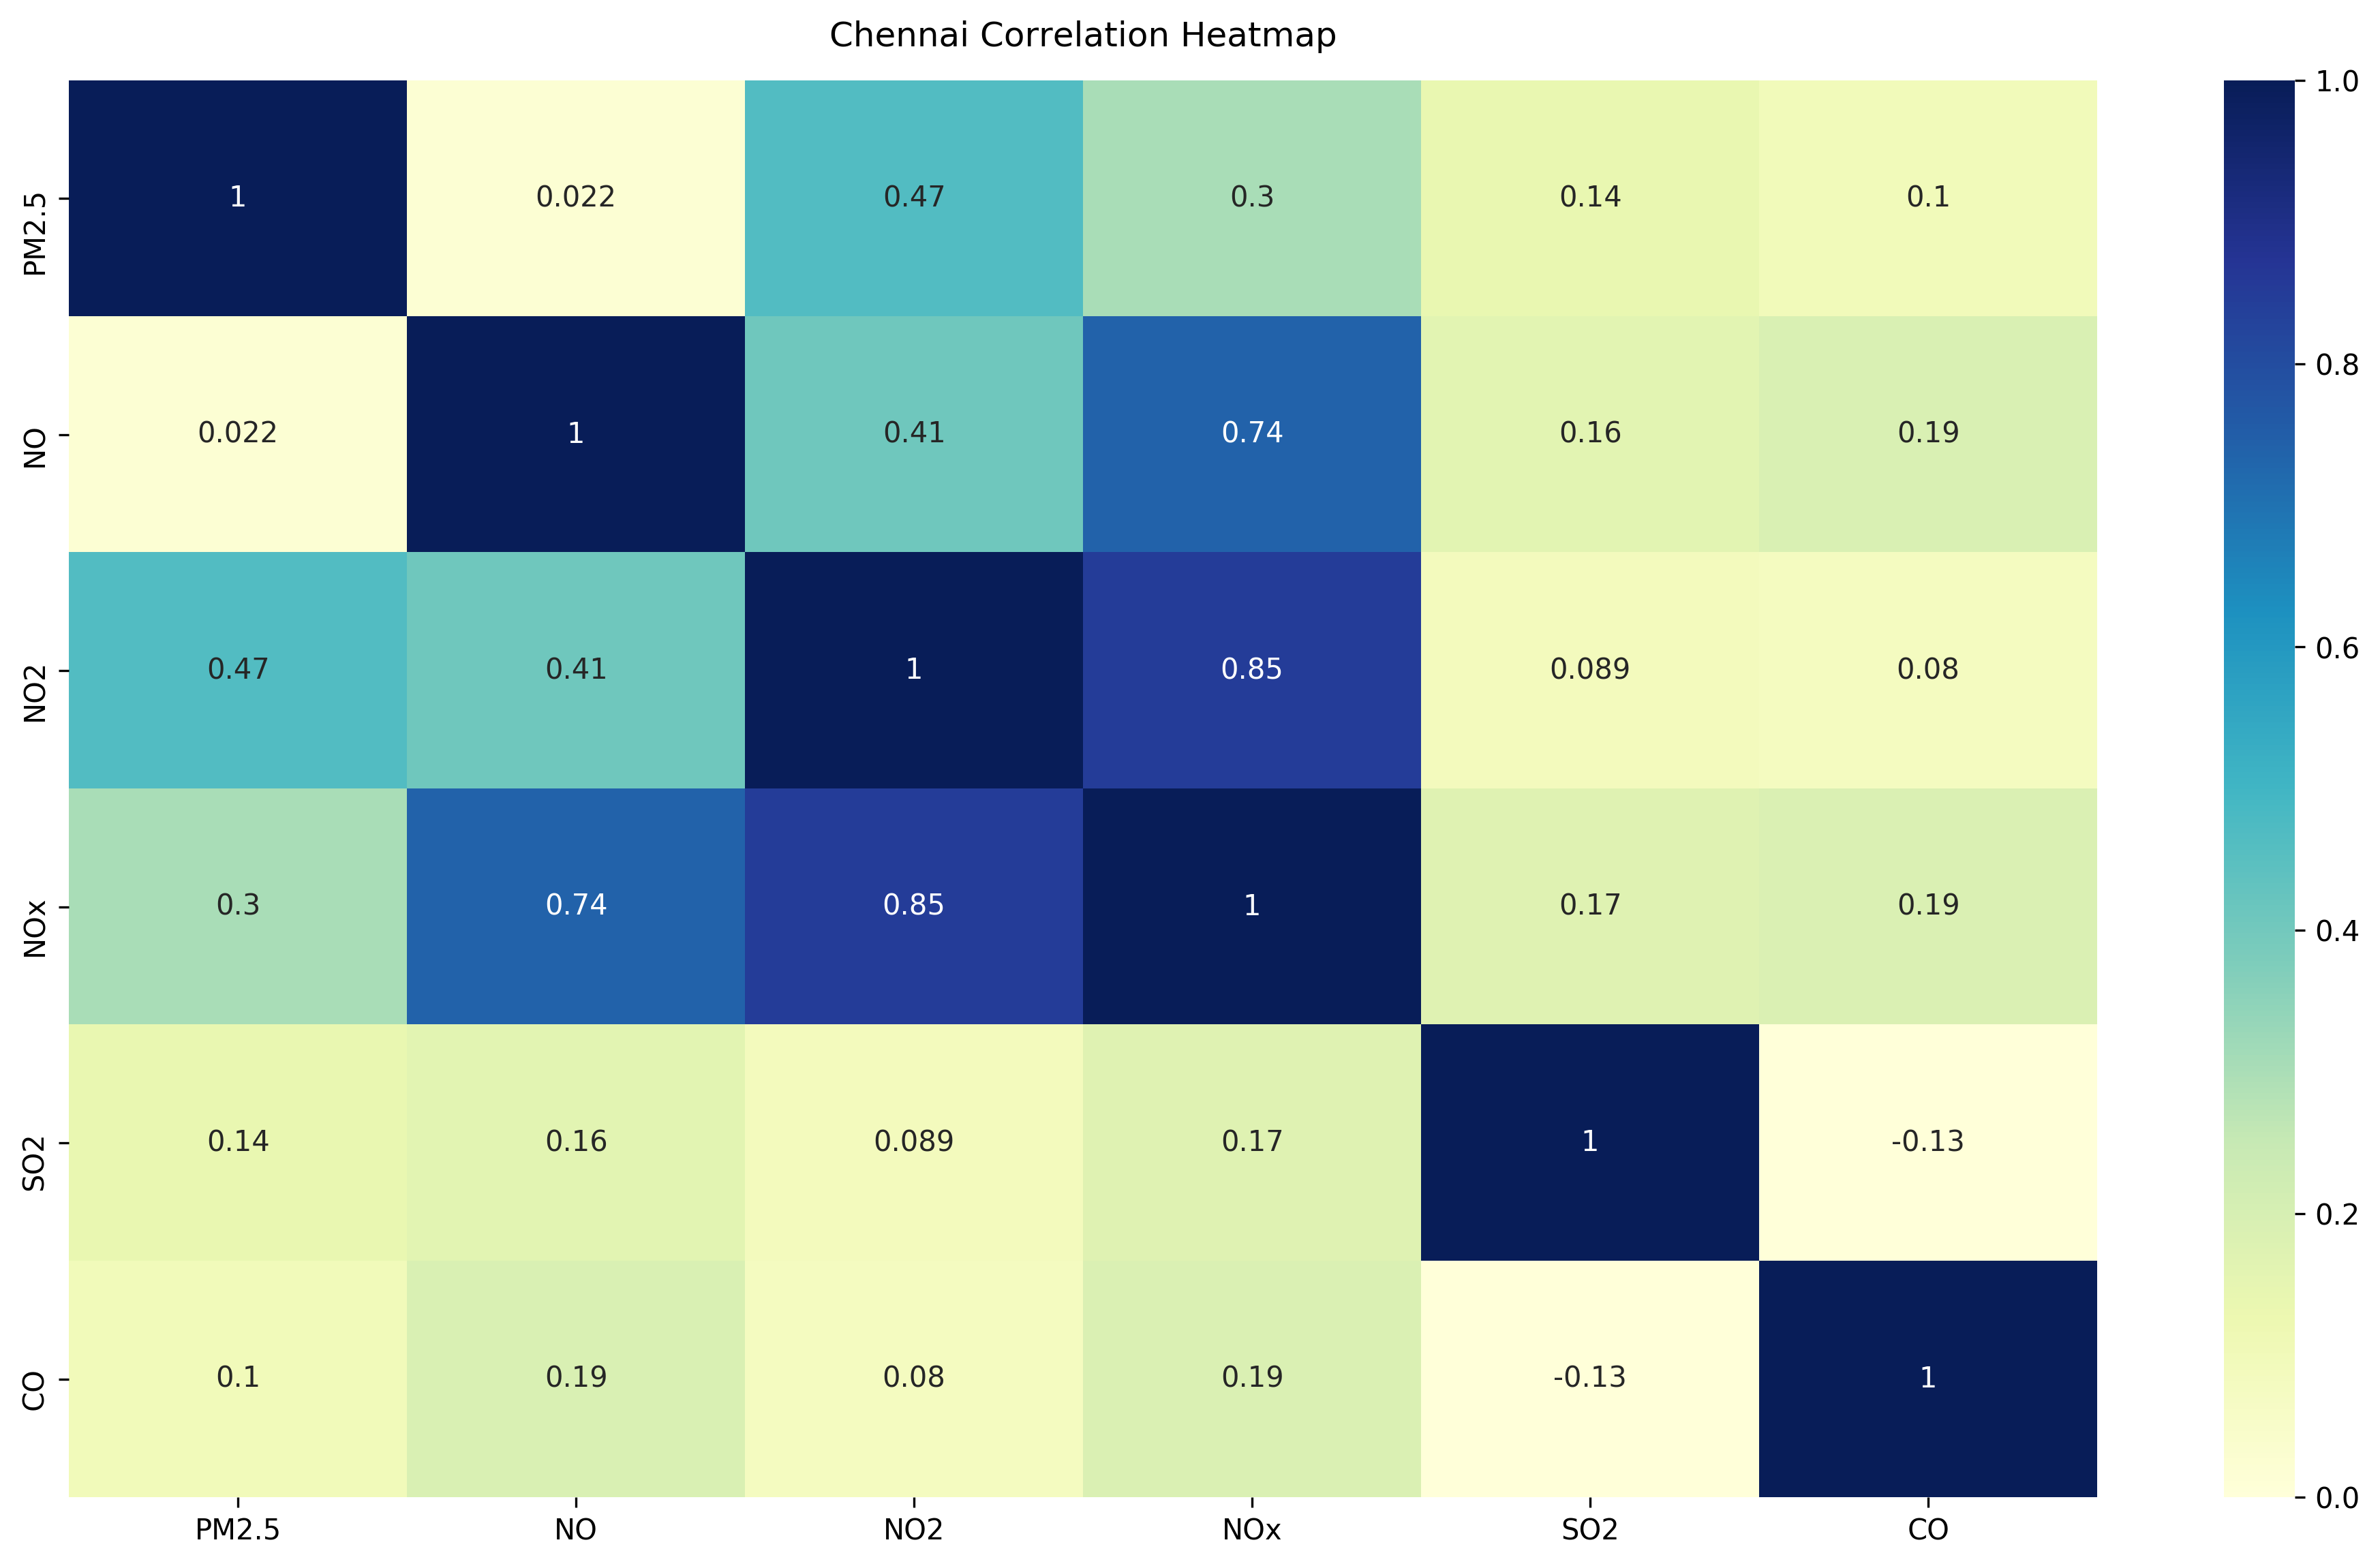 Chennai Correlation Heatmap
PM2.5 1 0.022 0.47 0.3 0.14 0.1
NO 0.022 1 0.41 0.74 0.16 0.19
NO2 0.47 0.41 1 0.85 0.089 0.08
NOx 0.3 0.74 0.85 1 0.17 0.19
SO2 0.14 0.16 0.089 0.17 1 -0.13
CO 0.1 0.19 0.08 0.19 -0.13 1
PM2.5 NO NO2 NOx SO2 CO
1.0
0.8
0.6
0.4
0.2
0.0